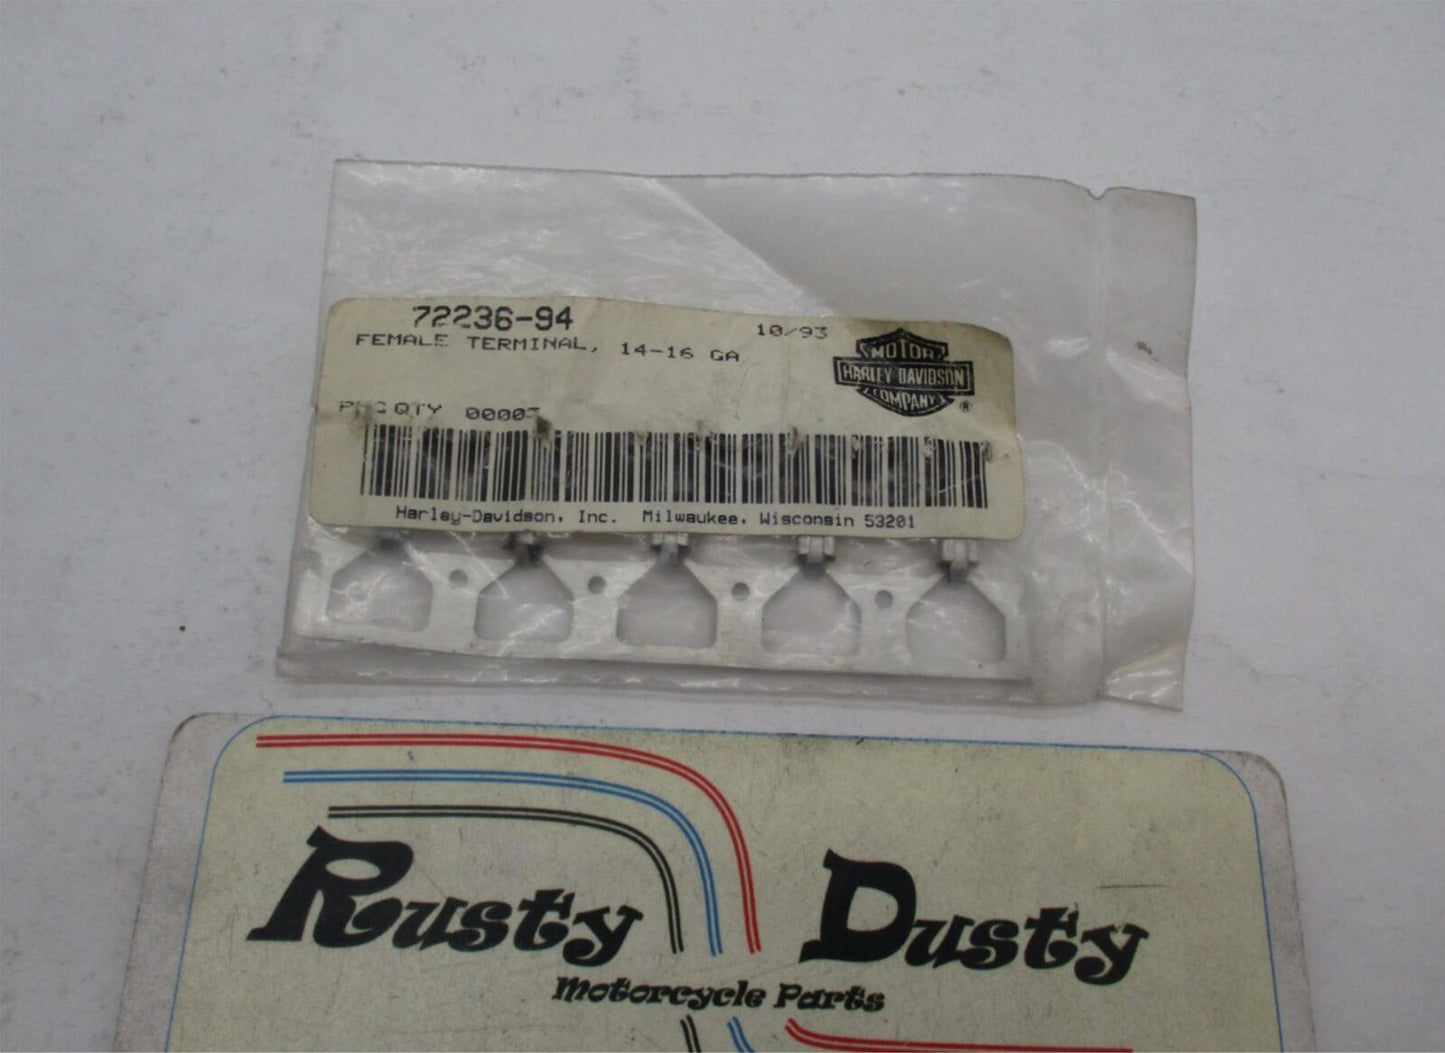 72236-94
10/93
FEMALE TERMINAL, 14-16 GA
MOTOR
HARLEY DAVIDSON
COMPANY
®
QTY 00003
Harley-Davidson, Inc. Milwaukee, Wisconsin 53201
Rusty Dusty
Motorcycle Parts